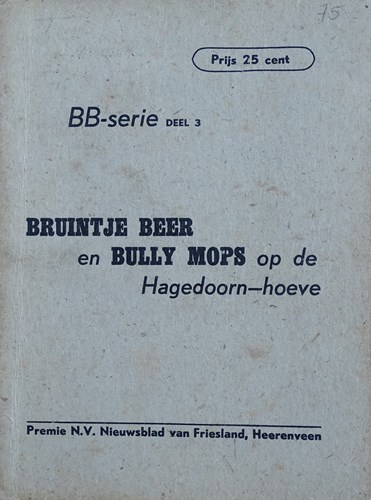 75
Prijs 25 cent
BB-serie DEEL 3
BRUINTJE BEER
en BULLY MOPS op de
Hagedoorn-hoeve
Premie N.V. Nieuwsblad van Friesland, Heerenveen